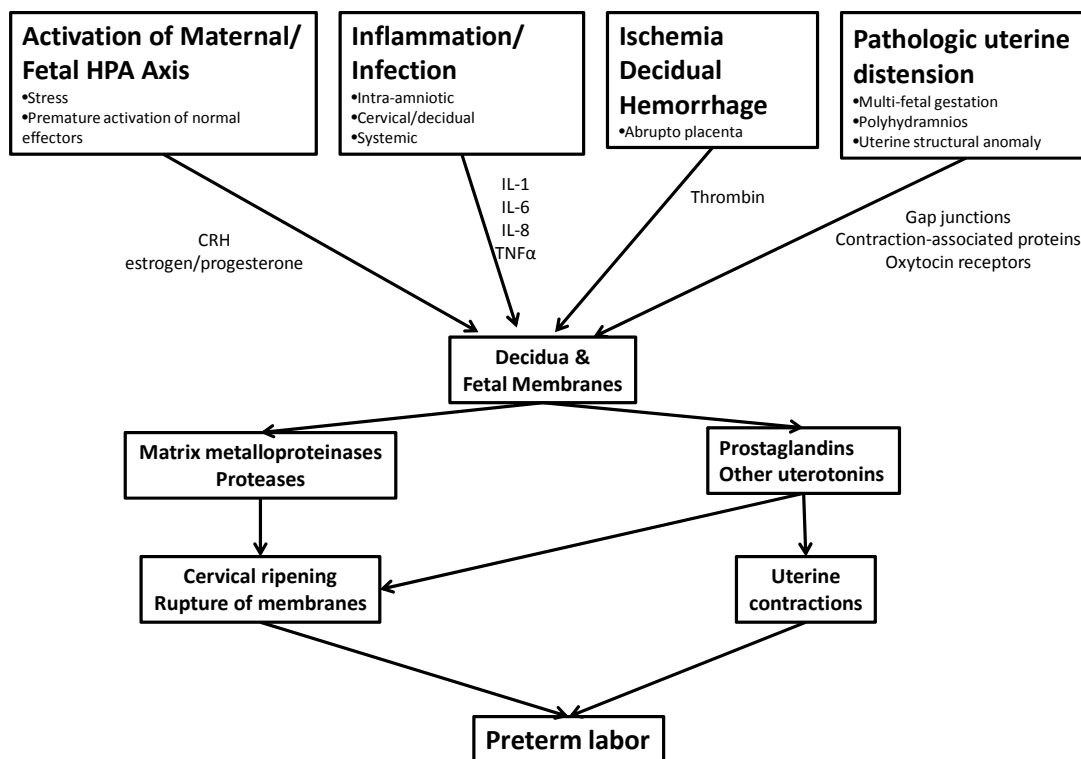 Activation of Maternal/
Fetal HPA Axis
•Stress
•Premature activation of normal
effectors
Inflammation/
Infection
•Intra-amniotic
•Cervical/decidual
•Systemic
Ischemia
Decidual
Hemorrhage
•Abrupto placenta
Pathologic uterine
distension
•Multi-fetal gestation
•Polyhydramnios
•Uterine structural anomaly
CRH
estrogen/progesterone
IL-1
IL-6
IL-8
TNFα
Thrombin
Gap junctions
Contraction-associated proteins
Oxytocin receptors
Decidua &
Fetal Membranes
Matrix metalloproteinases
Proteases
Prostaglandins
Other uterotonins
Cervical ripening
Rupture of membranes
Uterine
contractions
Preterm labor